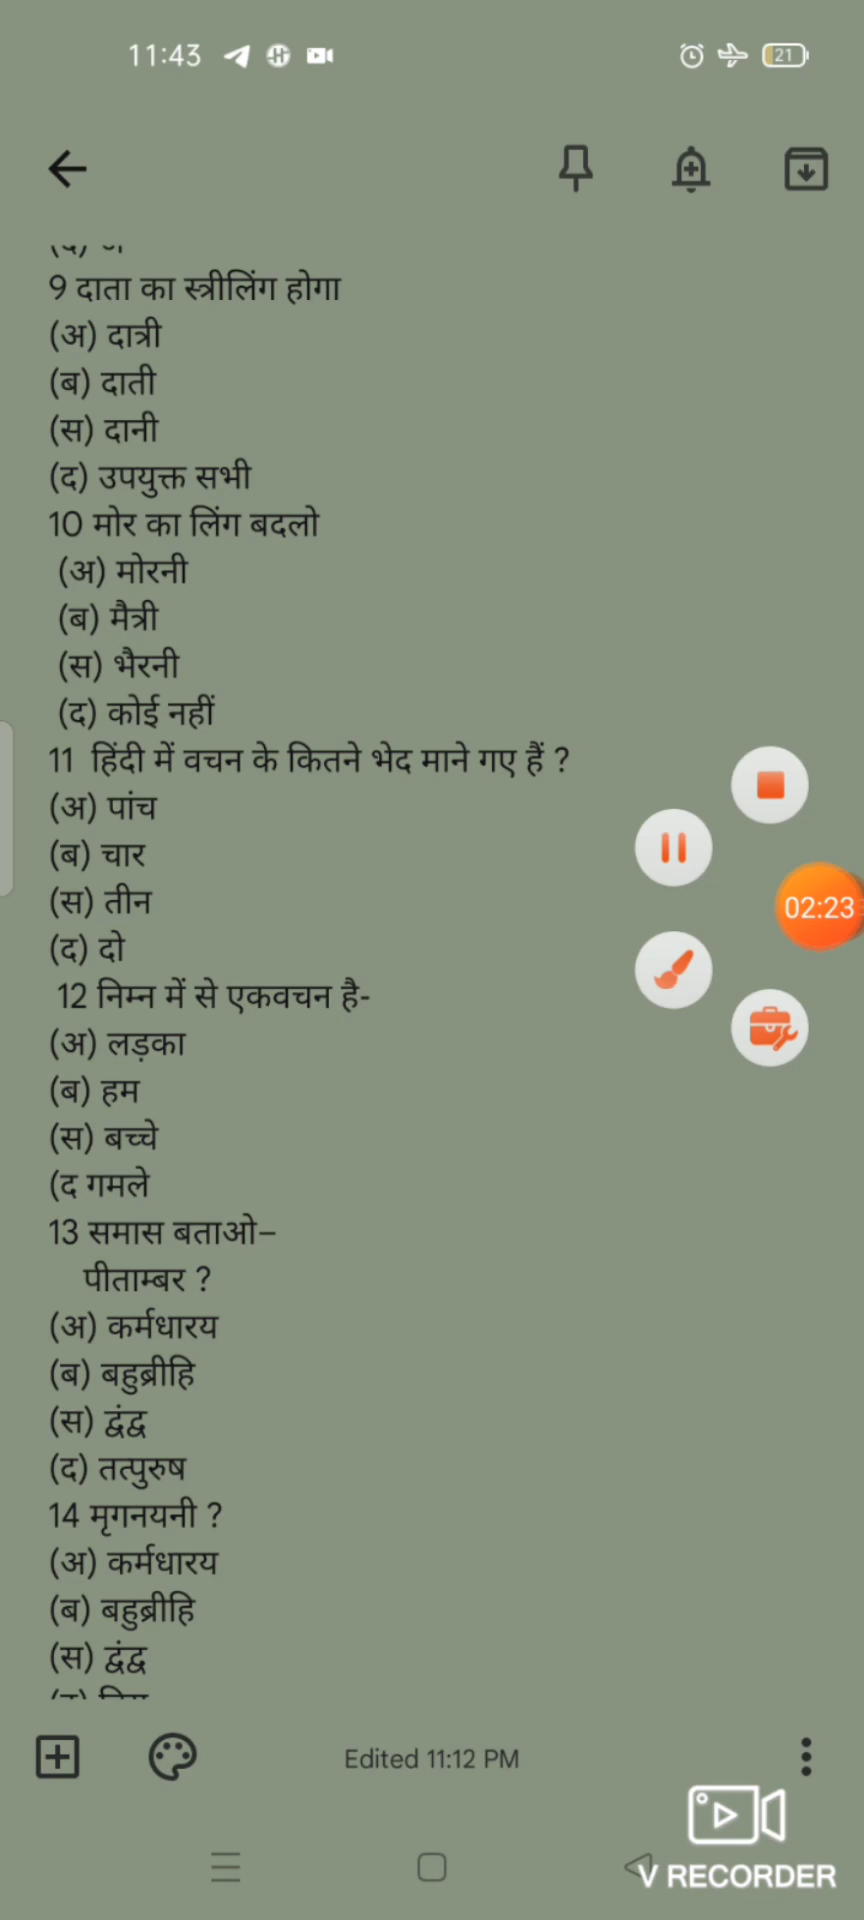 11:43
21
9 दाता का स्त्रीलिंग होगा
(अ) दात्री
(ब) दाती
(स) दानी
(द) उपयुक्त सभी
10 मोर का लिंग बदलो
(अ) मोरनी
(ब) मैत्री
(स) भैरनी
(द) कोई नहीं
11 हिंदी में वचन के कितने भेद माने गए हैं ?
(अ) पांच
(ब) चार
(स) तीन
02:23
(द) दो
12 निम्न में से एकवचन है-
(अ) लड़का
(ब) हम
(स) बच्चे
(द गमले
13 समास बताओ–
पीताम्बर ?
(अ) कर्मधारय
(ब) बहुब्रीहि
(स) द्वंद्व
(द) तत्पुरुष
14 मृगनयनी ?
(अ) कर्मधारय
(ब) बहुब्रीहि
(स) द्वंद्व
Edited 11:12 PM
V RECORDER